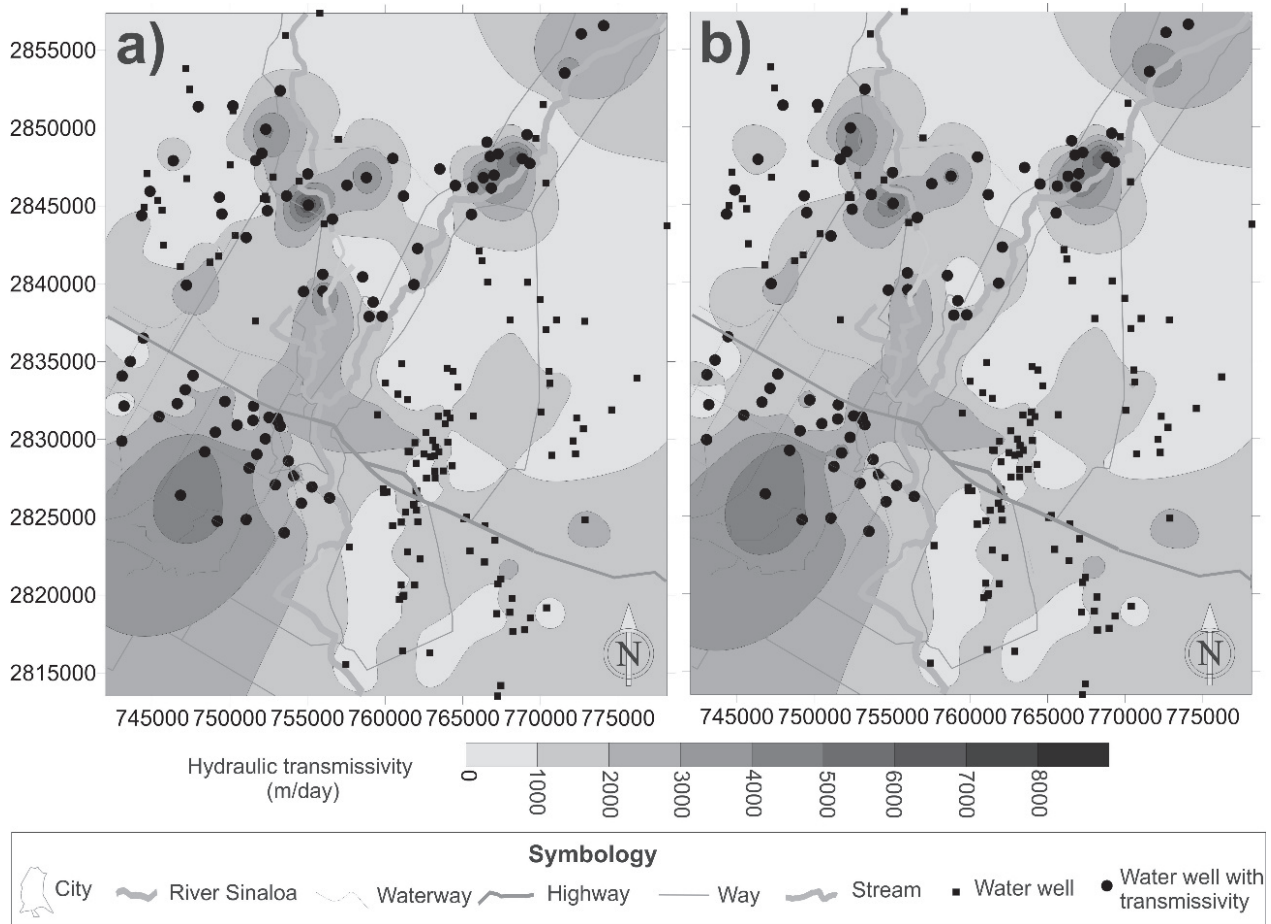 a)
b)
2855000
2850000
2845000
2840000
2835000
2830000
2825000
2820000
2815000
N
N
745000 750000 755000 760000 765000 770000 775000
745000 750000 755000 760000 765000 770000 775000
Hydraulic transmissivity
(m/day)
0 1000 2000 3000 4000 5000 6000 7000 8000
Symbology
City River Sinaloa Waterway Highway Way Stream Water well Water well with
transmissivity